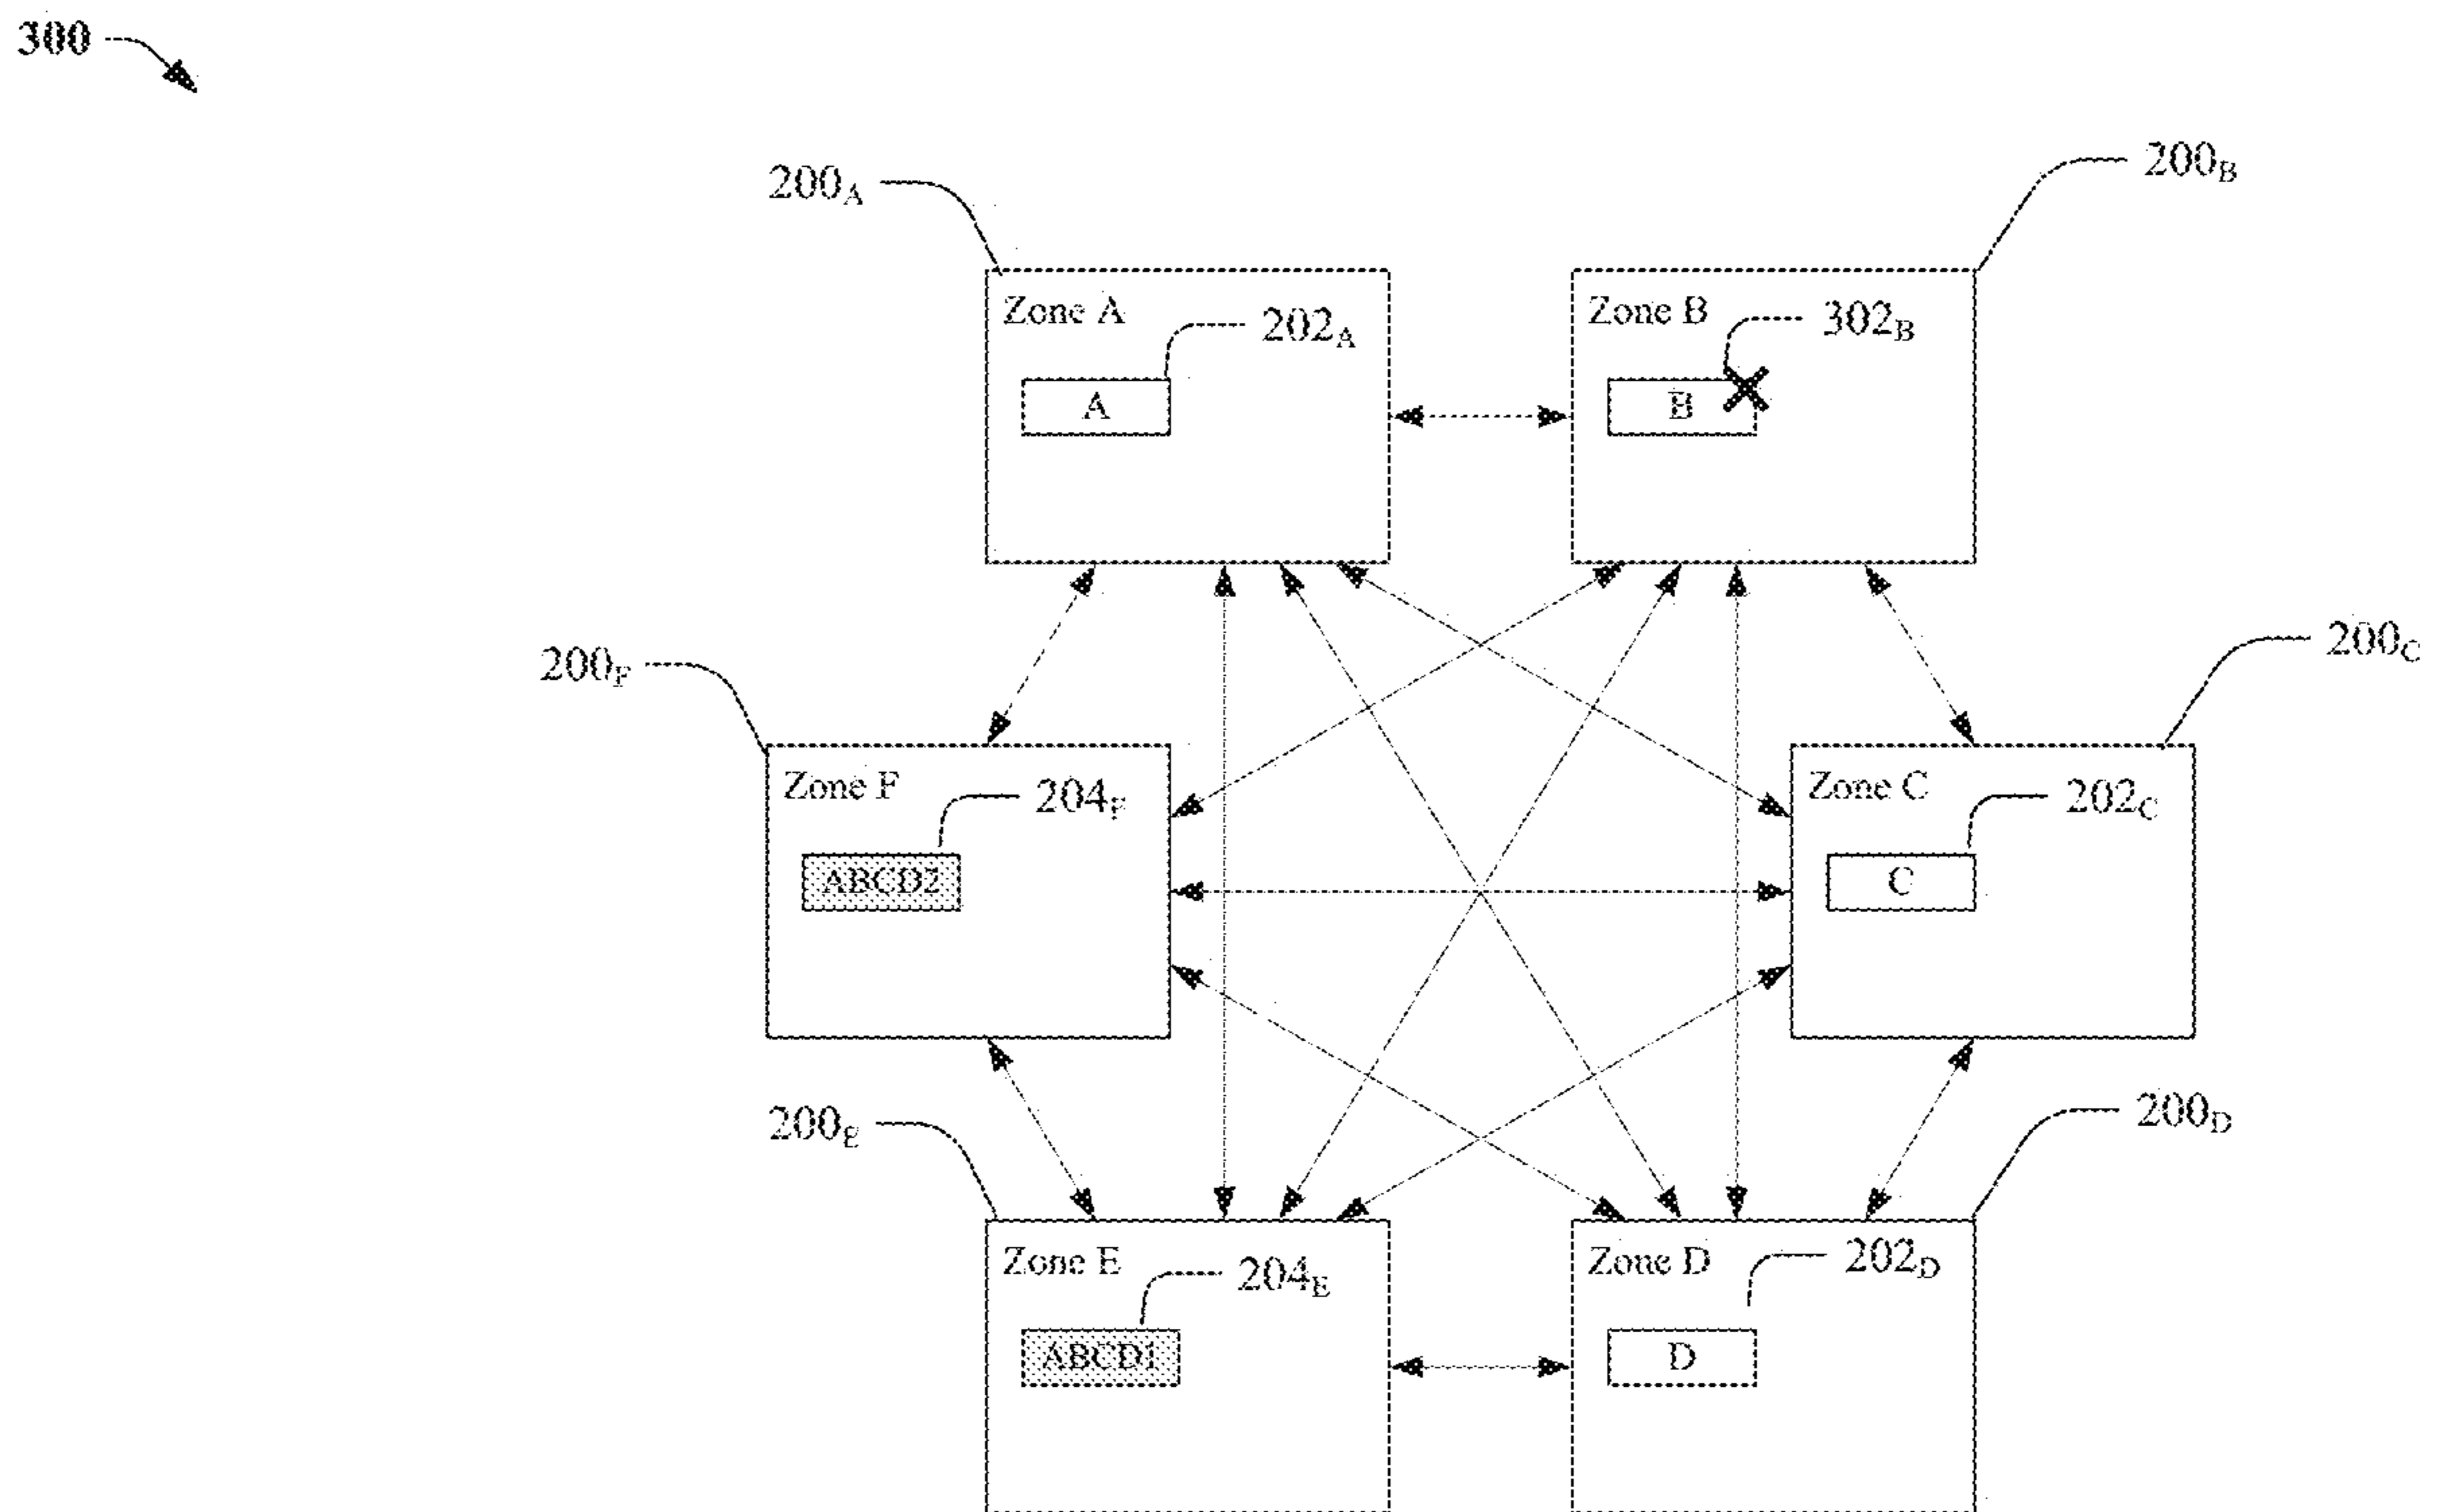 300
200A
200B
Zone A
202A
A
Zone B
302B
B
200F
200C
Zone F
204F
ABCD2
Zone C
202C
C
200E
200D
Zone E
204E
ABCD1
Zone D
202D
D